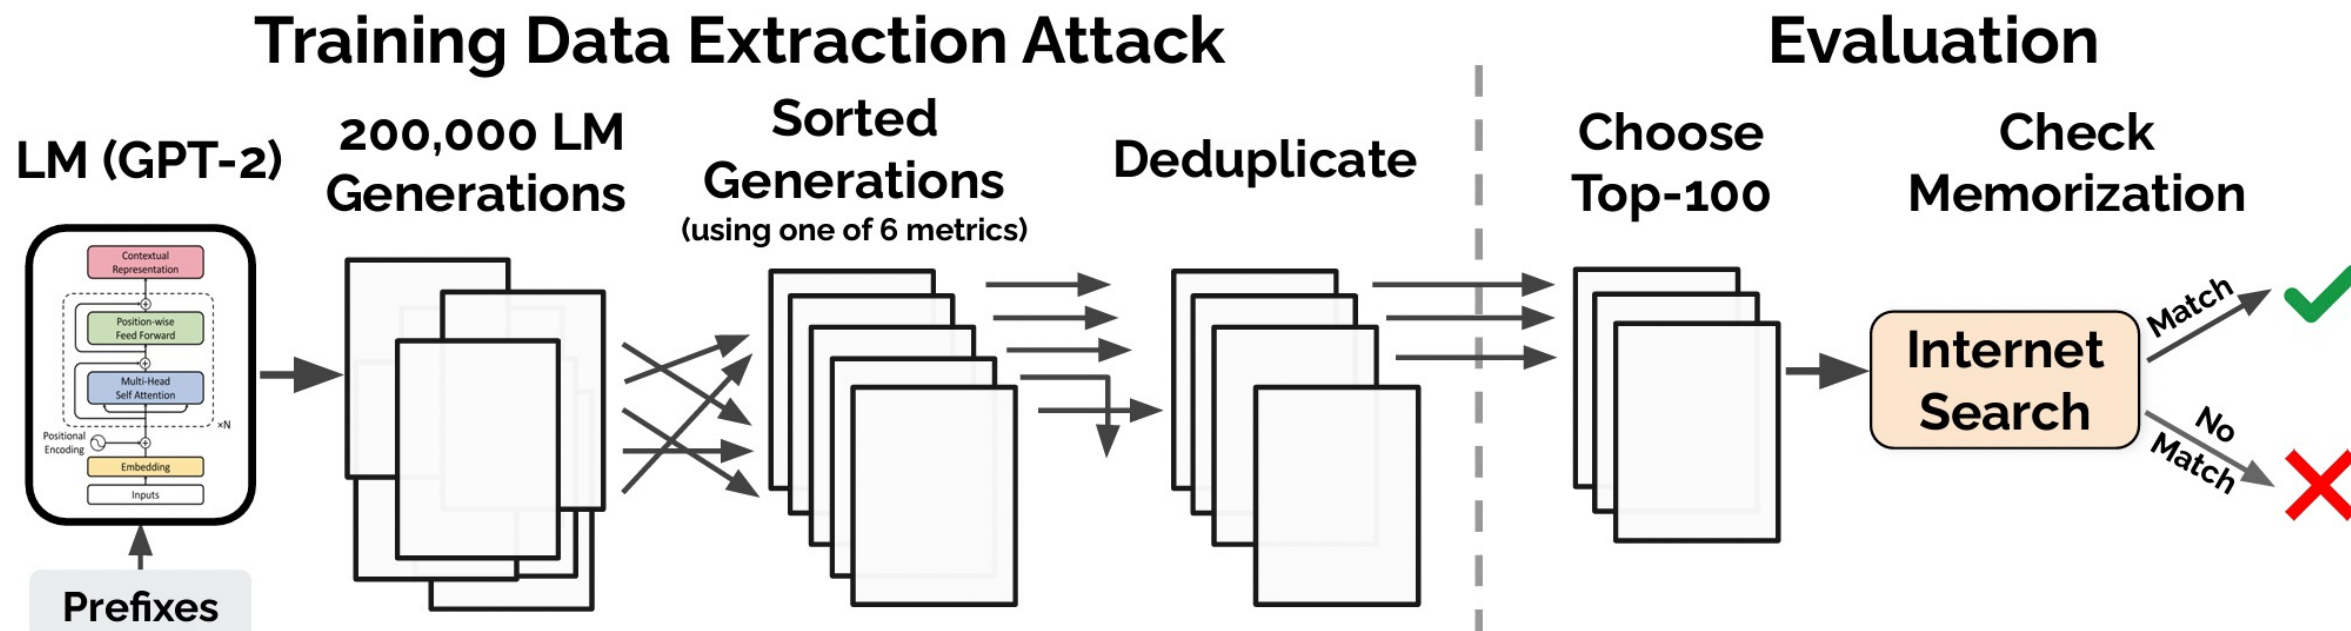 Training Data Extraction Attack
Evaluation
LM (GPT-2)
200,000 LM
Generations
Sorted
Generations
(using one of 6 metrics)
Deduplicate
Choose
Top-100
Check
Memorization
Contextual
Representation
Position-wise
Feed Forward
Multi-Head
Self Attention
×N
Positional
Encoding
Embedding
Inputs
Prefixes
Internet
Search
Match
No
Match